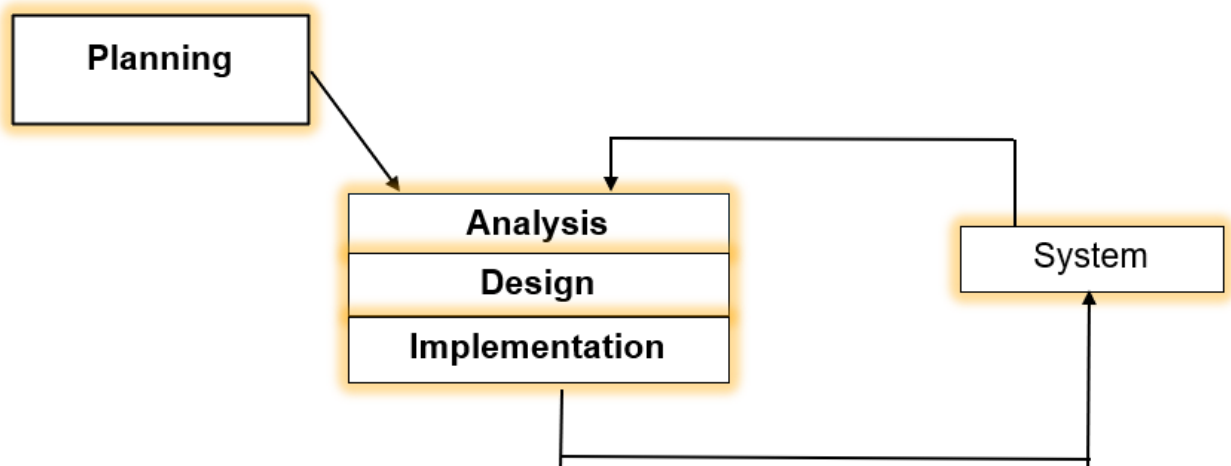 Planning
Analysis
Design
Implementation
System